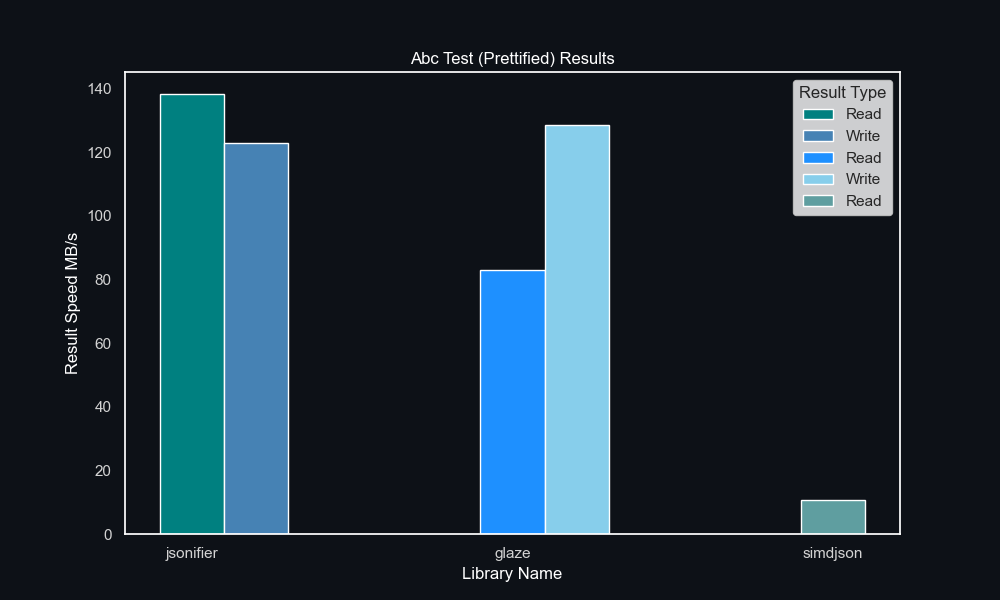 Abc Test (Prettified) Results
Result Speed MB/s
140
120
100
80
60
40
20
0
Result Type
Read
Write
Read
Write
Read
jsonifier
glaze
simdjson
Library Name